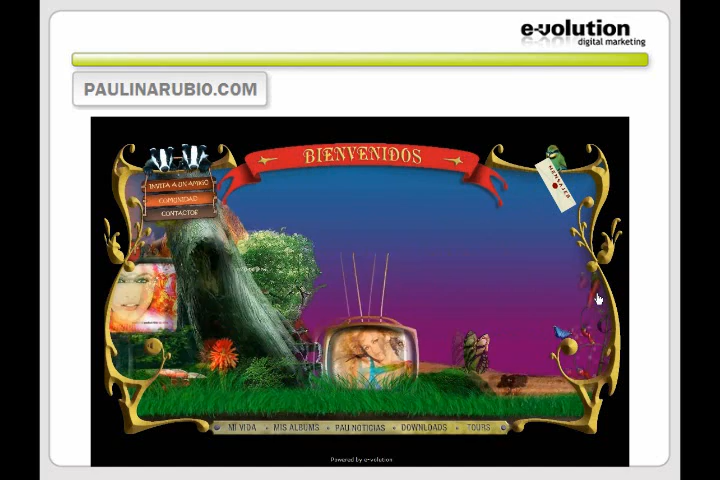 e-volution
digital marketing
PAULINARUBIO.COM
BIENVENIDOS
MENSAJES
INVITA A UN AMIGO
COMUNIDAD
CONTACTOS
MI VIDA • MIS ALBUMS • PAU NOTICIAS • DOWNLOADS • TOURS
Powered by e-volution